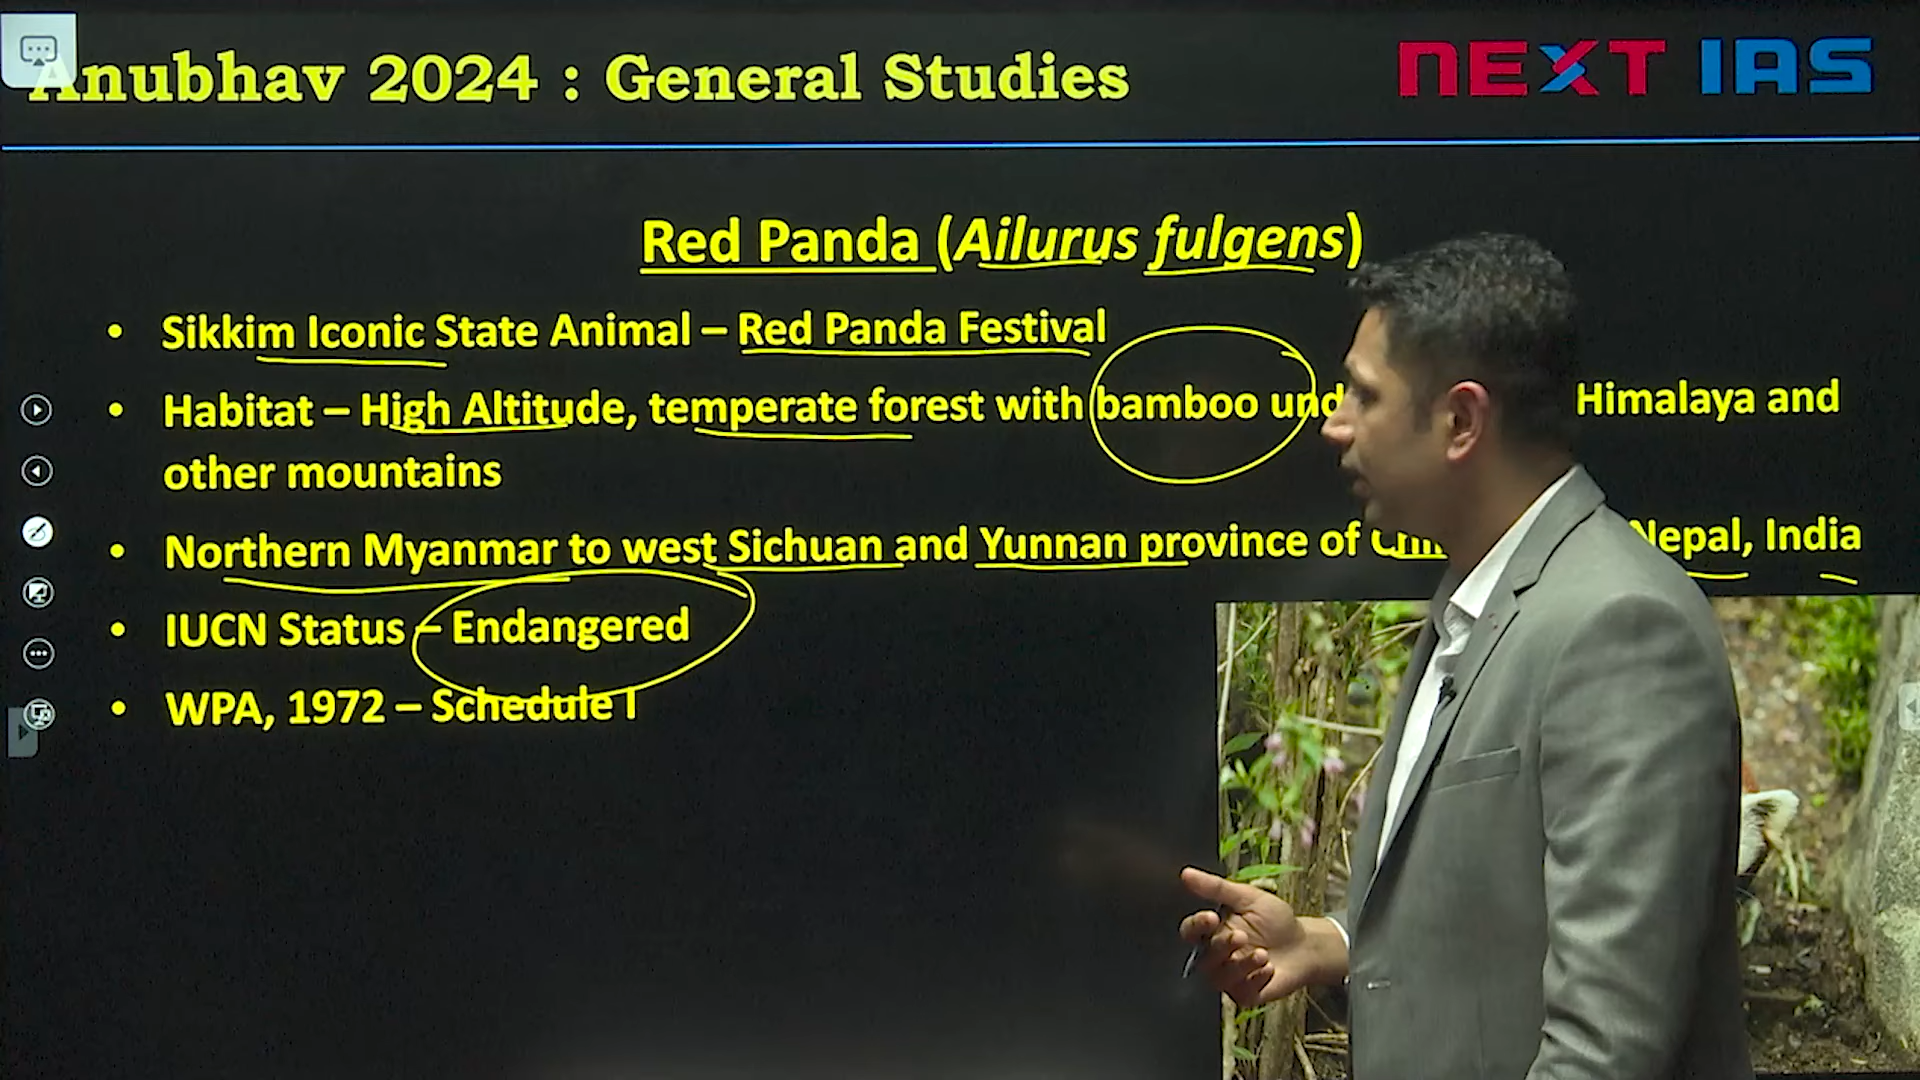 Anubhav 2024 : General Studies
NEXT IAS
Red Panda (Ailurus fulgens)
• Sikkim Iconic State Animal – Red Panda Festival
• Habitat – High Altitude, temperate forest with bamboo Himalaya and
other mountains
• Northern Myanmar to west Sichuan and Yunnan province of Nepal, India
• IUCN Status – Endangered
• WPA, 1972 – Schedule I